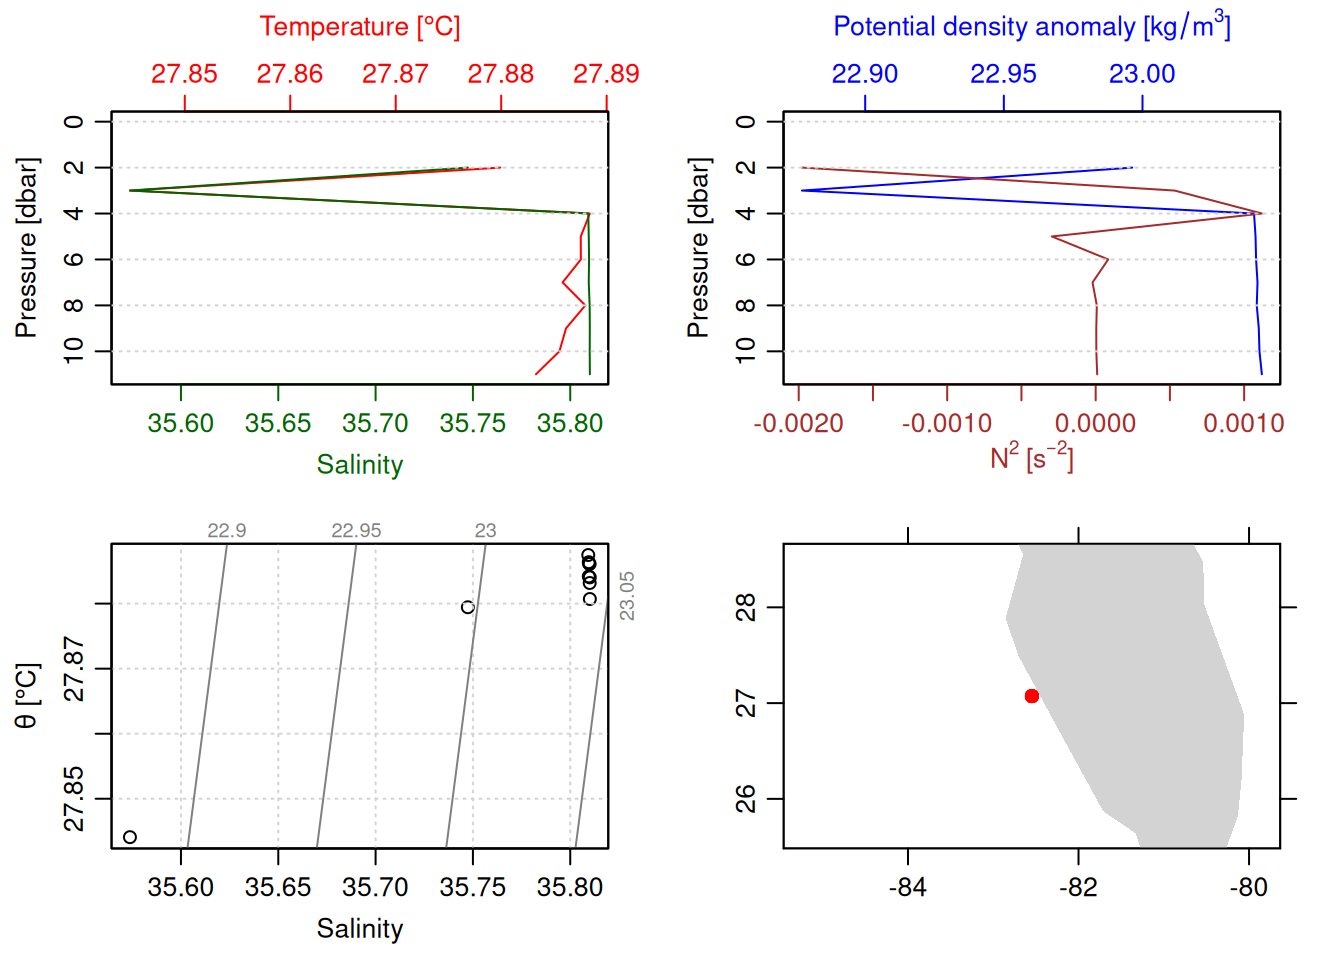 Temperature [°C]
27.85 27.86 27.87 27.88 27.89
Pressure [dbar]
0
2
4
6
8
10
35.60 35.65 35.70 35.75 35.80
Salinity
Potential density anomaly [kg/m³]
22.90 22.95 23.00
Pressure [dbar]
0
2
4
6
8
10
-0.0020 -0.0010 0.0000 0.0010
N² [s⁻²]
22.9 22.95 23
23.05
θ [°C]
27.87
27.85
35.60 35.65 35.70 35.75 35.80
Salinity
28
27
26
-84 -82 -80